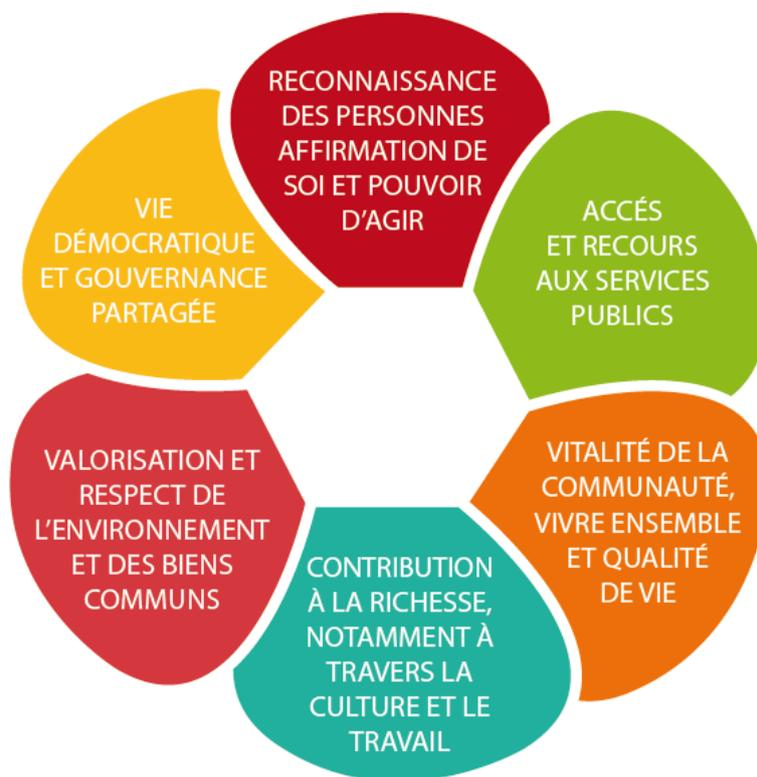 RECONNAISSANCE
DES PERSONNES
AFFIRMATION DE
SOI ET POUVOIR
D'AGIR
ACCÉS
ET RECOURS
AUX SERVICES
PUBLICS
VITALITÉ DE LA
COMMUNAUTÉ,
VIVRE ENSEMBLE
ET QUALITÉ
DE VIE
CONTRIBUTION
À LA RICHESSE,
NOTAMMENT À
TRAVERS LA
CULTURE ET LE
TRAVAIL
VALORISATION ET
RESPECT DE
L'ENVIRONNEMENT
ET DES BIENS
COMMUNS
VIE
DÉMOCRATIQUE
ET GOUVERNANCE
PARTAGÉE